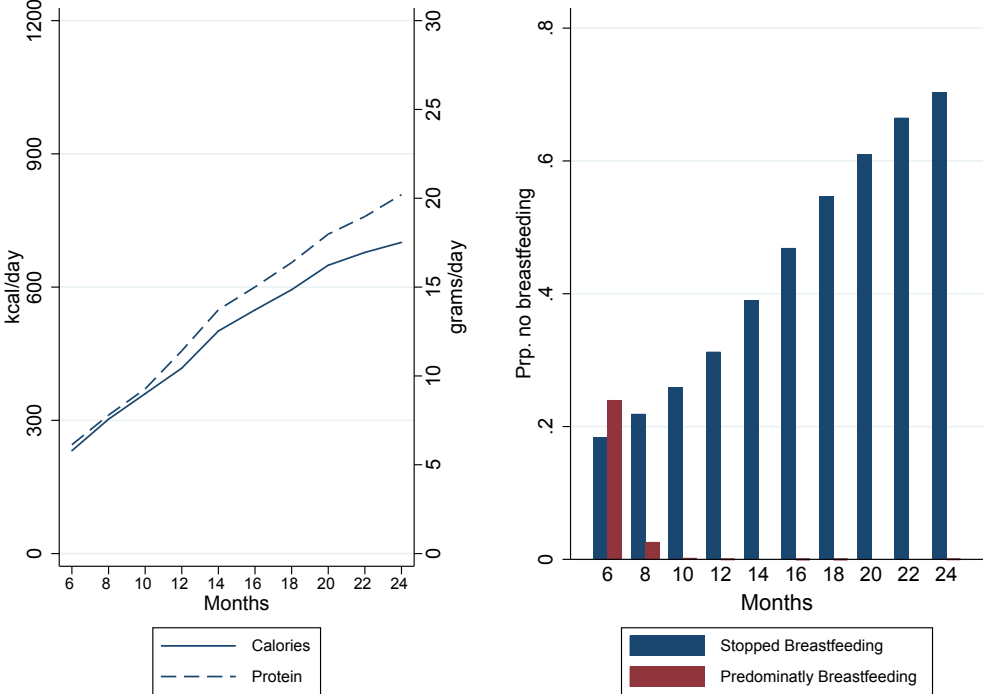 1200
900
600
300
0
kcal/day
30
25
20
15
10
5
0
grams/day
6 8 10 12 14 16 18 20 22 24
Months
Calories
Protein
.8
.6
.4
.2
0
Prp. no breastfeeding
6 8 10 12 14 16 18 20 22 24
Months
Stopped Breastfeeding
Predominatly Breastfeeding